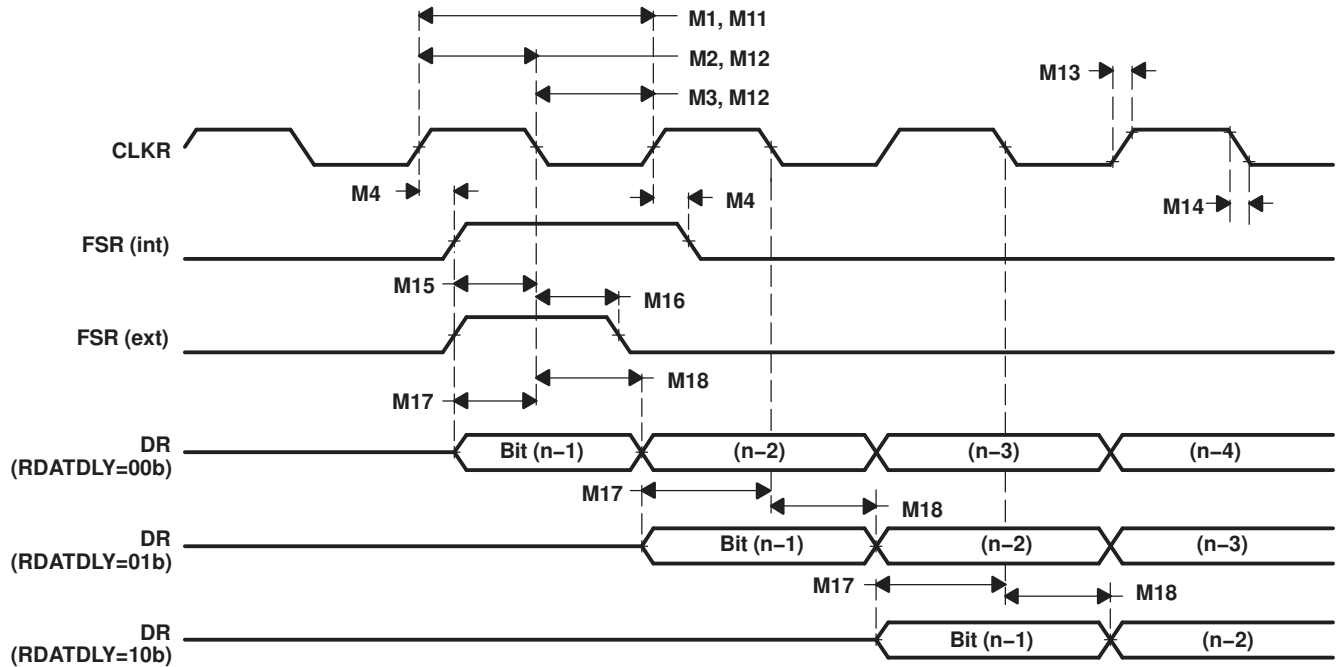 M1, M11
M2, M12
M13
M3, M12
CLKR
M4
M4
M14
FSR (int)
M15
M16
FSR (ext)
M18
M17
DR
(RDATDLY=00b)
Bit (n−1)
(n−2)
(n−3)
(n−4)
M17
M18
DR
(RDATDLY=01b)
Bit (n−1)
(n−2)
(n−3)
M17
M18
DR
(RDATDLY=10b)
Bit (n−1)
(n−2)